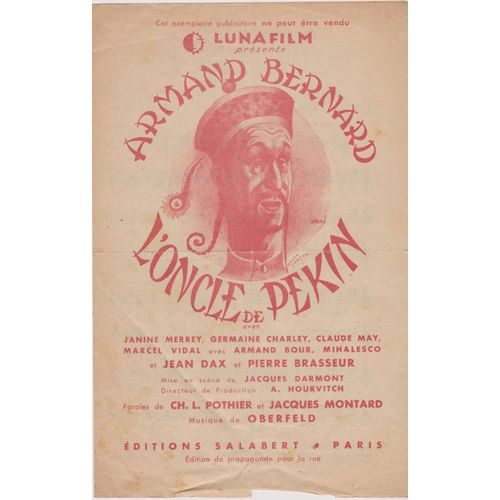 Cet exemplaire publicitaire ne peut être vendu
LUNAFILM
présente
ARMAND BERNARD
L'ONCLE DE PEKIN
avec
JANINE MERREY, GERMAINE CHARLEY, CLAUDE MAY,
MARCEL VIDAL avec ARMAND BOUR, MIHALESCO
et JEAN DAX et PIERRE BRASSEUR
Mise en scène de JACQUES DARMONT
Directeur de Production : A. HOURVITCH
Paroles de CH. L. POTHIER et JACQUES MONTARD
Musique de OBERFELD
ÉDITIONS SALABERT PARIS
Édition de propagande pour la rue